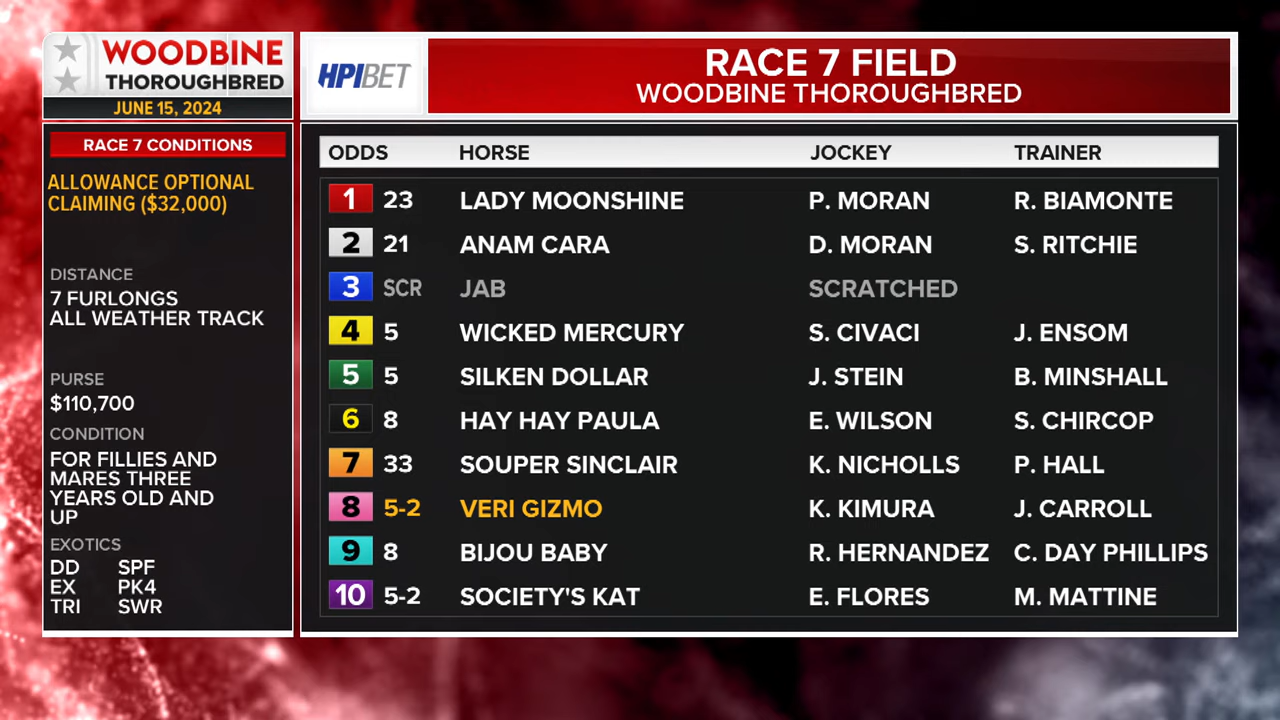 WOODBINE
THOROUGHBRED
JUNE 15, 2024
RACE 7 CONDITIONS
ALLOWANCE OPTIONAL
CLAIMING ($32,000)
DISTANCE
7 FURLONGS
ALL WEATHER TRACK
PURSE
$110,700
CONDITION
FOR FILLIES AND
MARES THREE
YEARS OLD AND
UP
EXOTICS
DD SPF
EX PK4
TRI SWR
HPIBET
RACE 7 FIELD
WOODBINE THOROUGHBRED
ODDS HORSE JOCKEY TRAINER
1 23 LADY MOONSHINE P. MORAN R. BIAMONTE
2 21 ANAM CARA D. MORAN S. RITCHIE
3 SCR JAB SCRATCHED
4 5 WICKED MERCURY S. CIVACI J. ENSOM
5 5 SILKEN DOLLAR J. STEIN B. MINSHALL
6 8 HAY HAY PAULA E. WILSON S. CHIRCOP
7 33 SOUPER SINCLAIR K. NICHOLLS P. HALL
8 5-2 VERI GIZMO K. KIMURA J. CARROLL
9 8 BIJOU BABY R. HERNANDEZ C. DAY PHILLIPS
10 5-2 SOCIETY'S KAT E. FLORES M. MATTINE